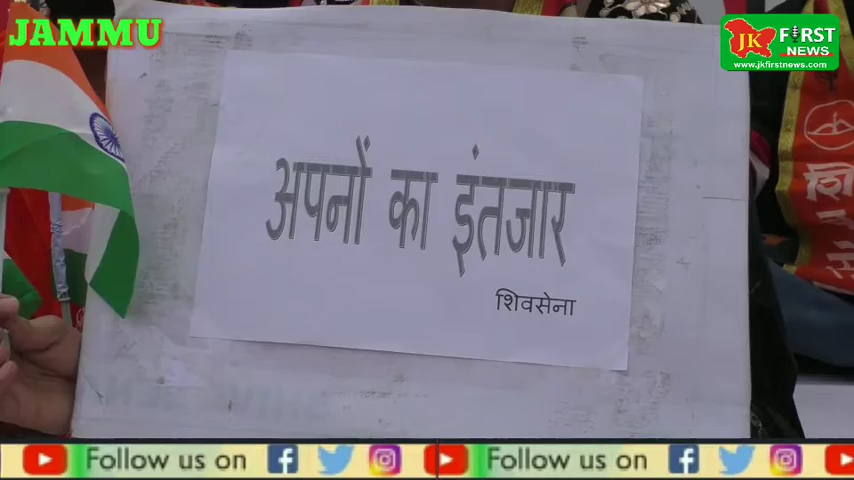 JAMMU
JK FIRST
NEWS
www.jkfirstnews.com
अपनों का इंतजार
शिवसेना
Follow us on
Follow us on